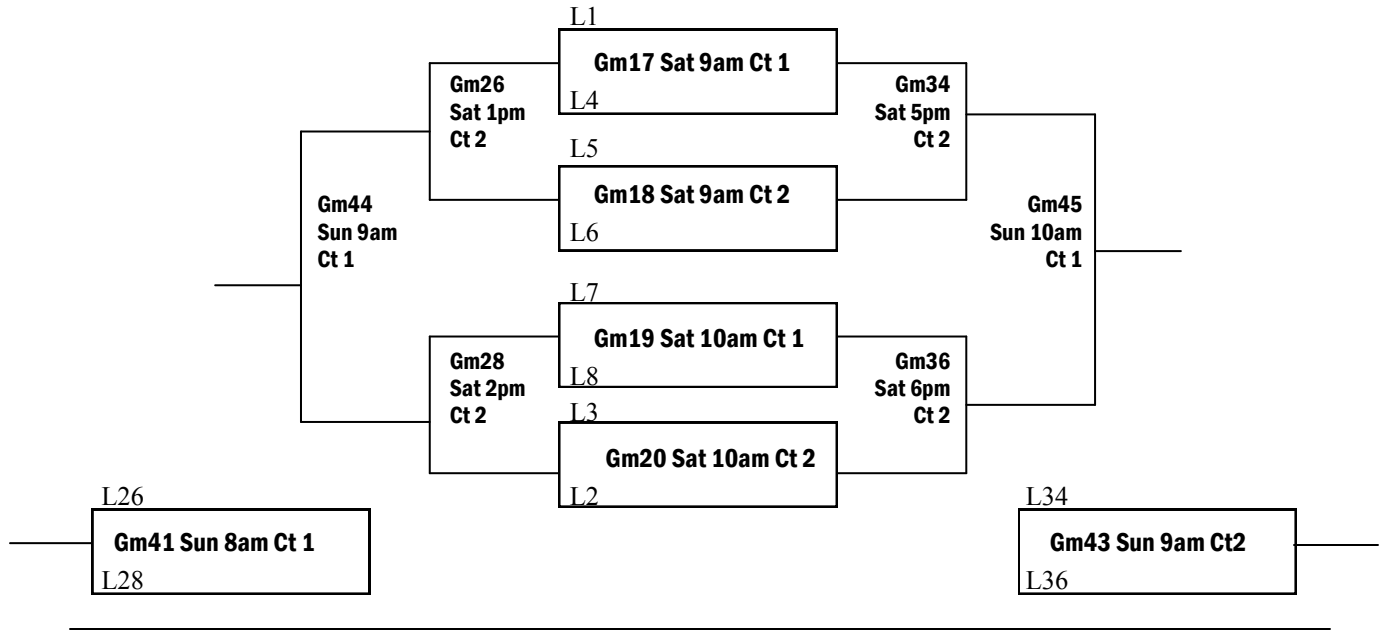 L1
Gm17 Sat 9am Ct 1
L4
Gm26
Sat 1pm
Ct 2
Gm34
Sat 5pm
Ct 2
L5
Gm18 Sat 9am Ct 2
L6
Gm44
Sun 9am
Ct 1
Gm45
Sun 10am
Ct 1
L7
Gm19 Sat 10am Ct 1
L8
Gm28
Sat 2pm
Ct 2
Gm36
Sat 6pm
Ct 2
L3
Gm20 Sat 10am Ct 2
L2
L26
Gm41 Sun 8am Ct 1
L28
L34
Gm43 Sun 9am Ct2
L36